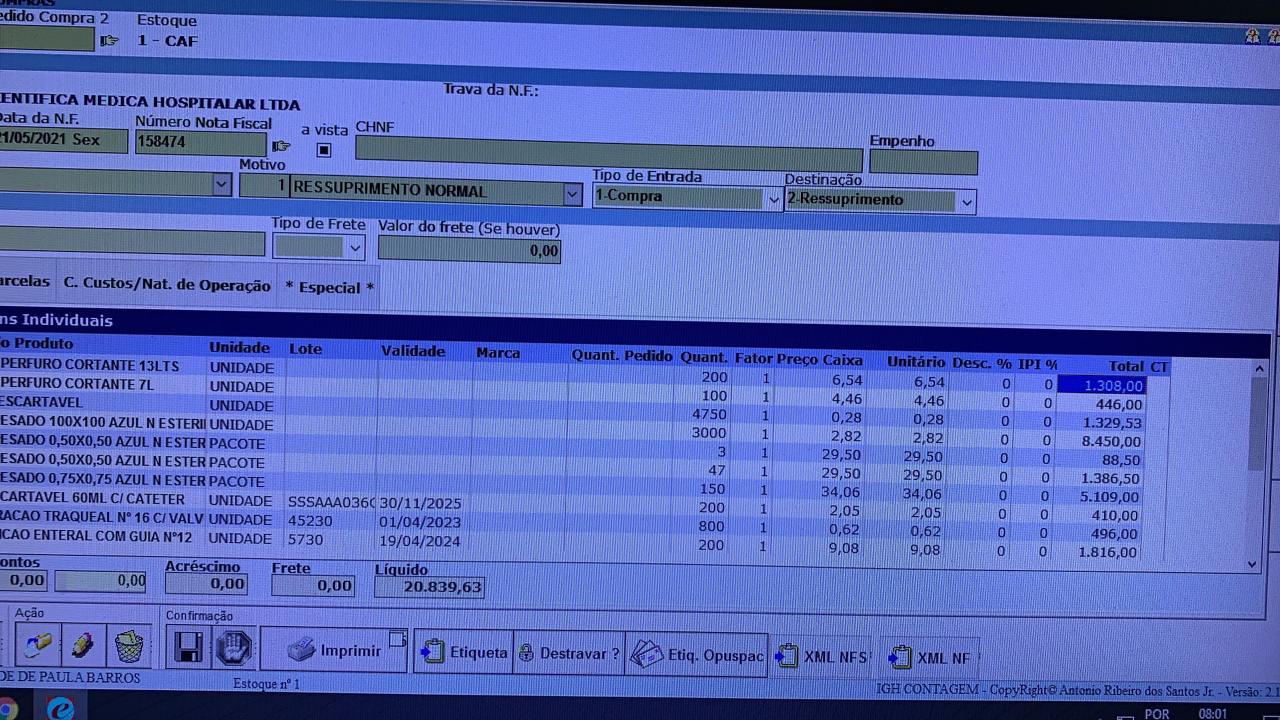 edido Compra 2 Estoque
1 - CAF
Trava da N.F.:
ENTIFICA MEDICA HOSPITALAR LTDA
Data da N.F. Número Nota Fiscal a vista CHNF Empenho
21/05/2021 Sex 158474
Motivo Tipo de Entrada Destinação
1 RESSUPRIMENTO NORMAL 1-Compra 2-Ressuprimento
Tipo de Frete Valor do frete (Se houver)
0,00
arcelas C. Custos/Nat. de Operação * Especial *
ns Individuais
o Produto Unidade Lote Validade Marca Quant. Pedido Quant. Fator Preço Caixa Unitário Desc. % IPI % Total CT
PERFURO CORTANTE 13LTS UNIDADE 200 1 6,54 6,54 0 0 1.308,00
PERFURO CORTANTE 7L UNIDADE 100 1 4,46 4,46 0 0 446,00
ESCARTAVEL UNIDADE 4750 1 0,28 0,28 0 0 1.329,53
ESADO 100X100 AZUL N ESTERII UNIDADE 3000 1 2,82 2,82 0 0 8.450,00
ESADO 0,50X0,50 AZUL N ESTER PACOTE 3 1 29,50 29,50 0 0 88,50
ESADO 0,50X0,50 AZUL N ESTER PACOTE 47 1 29,50 29,50 0 0 1.386,50
ESADO 0,75X0,75 AZUL N ESTER PACOTE 150 1 34,06 34,06 0 0 5.109,00
CARTAVEL 60ML C/ CATETER UNIDADE SSSAAA036C 30/11/2025 200 1 2,05 2,05 0 0 410,00
RACAO TRAQUEAL Nº 16 C/ VALV UNIDADE 45230 01/04/2023 800 1 0,62 0,62 0 0 496,00
ICAO ENTERAL COM GUIA Nº12 UNIDADE 5730 19/04/2024 200 1 9,08 9,08 0 0 1.816,00
ontos Acréscimo Frete Líquido
0,00 0,00 0,00 0,00 20.839,63
Ação Confirmação
Imprimir Etiqueta Destravar ? Etiq. Opuspac XML NFS XML NF
DE DE PAULA BARROS Estoque nº 1 IGH CONTAGEM - CopyRight© Antonio Ribeiro dos Santos Jr. - Versão: 2.1
POR 08:01